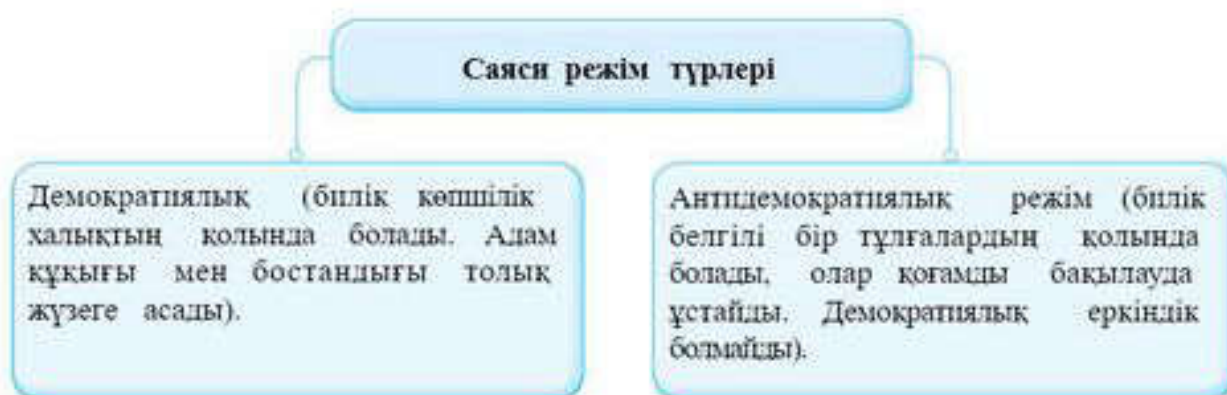 Саяси режім түрлері
Демократиялық (билік көпшілік
халықтың қолында болады. Адам
құқығы мен бостандығы толық
жүзеге асады).
Антидемократиялық режім (билік
белгілі бір тұлғалардың қолында
болады, олар қоғамды бақылауда
ұстайды. Демократиялық еркіндік
болмайды).